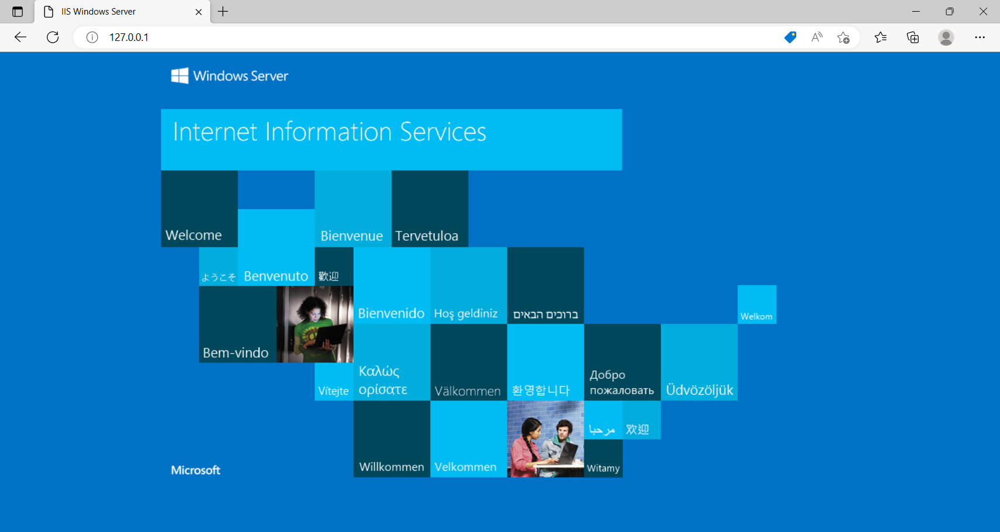 IIS Windows Server
127.0.0.1
Windows Server
Internet Information Services
Welcome
Bienvenue
Tervetuloa
ようこそ
Benvenuto
歡迎
Bienvenido
Hoş geldiniz
ברוכים הבאים
Welkom
Bem-vindo
Vítejte
Καλώς
ορίσατε
Välkommen
환영합니다
Добро
пожаловать
Üdvözöljük
مرحبا
欢迎
Willkommen
Velkommen
Witamy
Microsoft